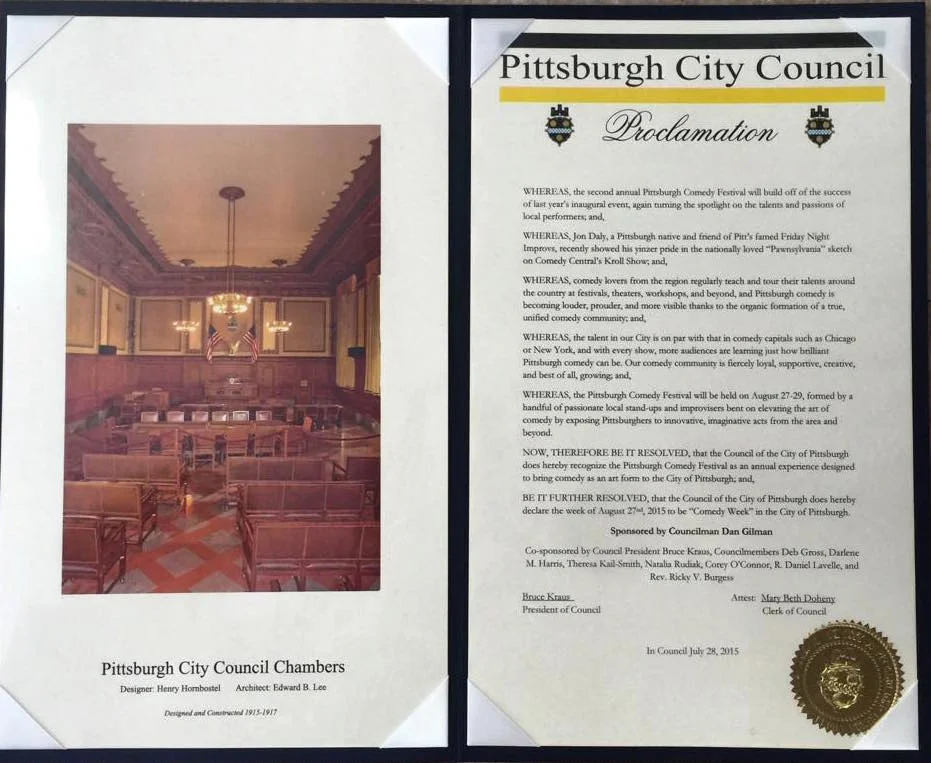 Pittsburgh City Council Chambers
Designer: Henry Hornbostel Architect: Edward B. Lee
Designed and Constructed 1915-1917
Pittsburgh City Council
Proclamation
WHEREAS, the second annual Pittsburgh Comedy Festival will build off of the success
of last year's inaugural event, again turning the spotlight on the talents and passions of
local performers; and,
WHEREAS, Jon Daly, a Pittsburgh native and friend of Pitt's famed Friday Night
Improvs, recently showed his yinzer pride in the nationally loved "Pawnsylvania" sketch
on Comedy Central's Kroll Show; and,
WHEREAS, comedy lovers from the region regularly teach and tour their talents around
the country at festivals, theaters, workshops, and beyond, and Pittsburgh comedy is
becoming louder, prouder, and more visible thanks to the organic formation of a true,
unified comedy community; and,
WHEREAS, the talent in our City is on par with that in comedy capitals such as Chicago
or New York, and with every show, more audiences are learning just how brilliant
Pittsburgh comedy can be. Our comedy community is fiercely loyal, supportive, creative,
and best of all, growing; and,
WHEREAS, the Pittsburgh Comedy Festival will be held on August 27-29, formed by a
handful of passionate local stand-ups and improvisers bent on elevating the art of
comedy by exposing Pittsburghers to innovative, imaginative acts from the area and
beyond.
NOW, THEREFORE BE IT RESOLVED, that the Council of the City of Pittsburgh
does hereby recognize the Pittsburgh Comedy Festival as an annual experience designed
to bring comedy as an art form to the City of Pittsburgh; and,
BE IT FURTHER RESOLVED, that the Council of the City of Pittsburgh does hereby
declare the week of August 27nd, 2015 to be "Comedy Week" in the City of Pittsburgh.
Sponsored by Councilman Dan Gilman
Co-sponsored by Council President Bruce Kraus, Councilmembers Deb Gross, Darlene
M. Harris, Theresa Kail-Smith, Natalia Rudiak, Corey O'Connor, R. Daniel Lavelle, and
Rev. Ricky V. Burgess
Bruce Kraus Attest: Mary Beth Doheny
President of Council Clerk of Council
In Council July 28, 2015